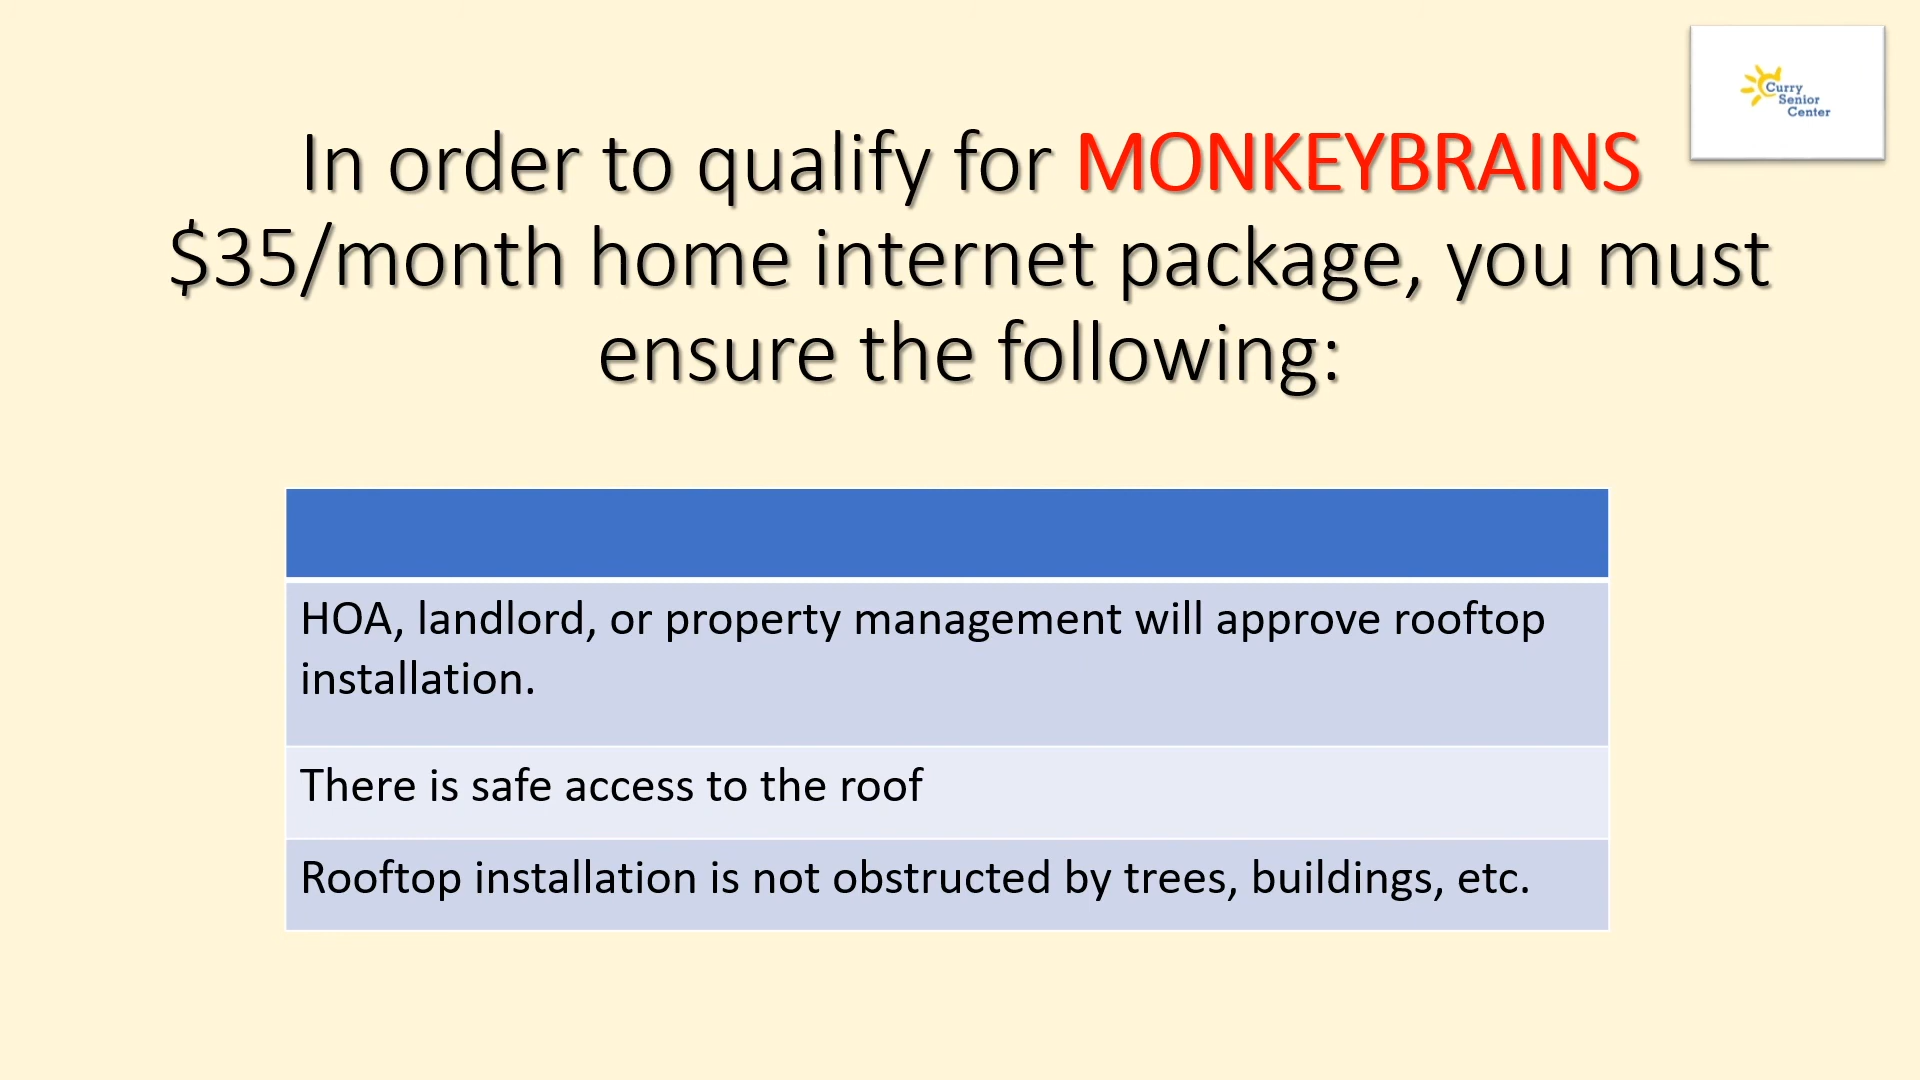 Curry
Senior
Center
In order to qualify for MONKEYBRAINS
$35/month home internet package, you must
ensure the following:
HOA, landlord, or property management will approve rooftop
installation.
There is safe access to the roof
Rooftop installation is not obstructed by trees, buildings, etc.